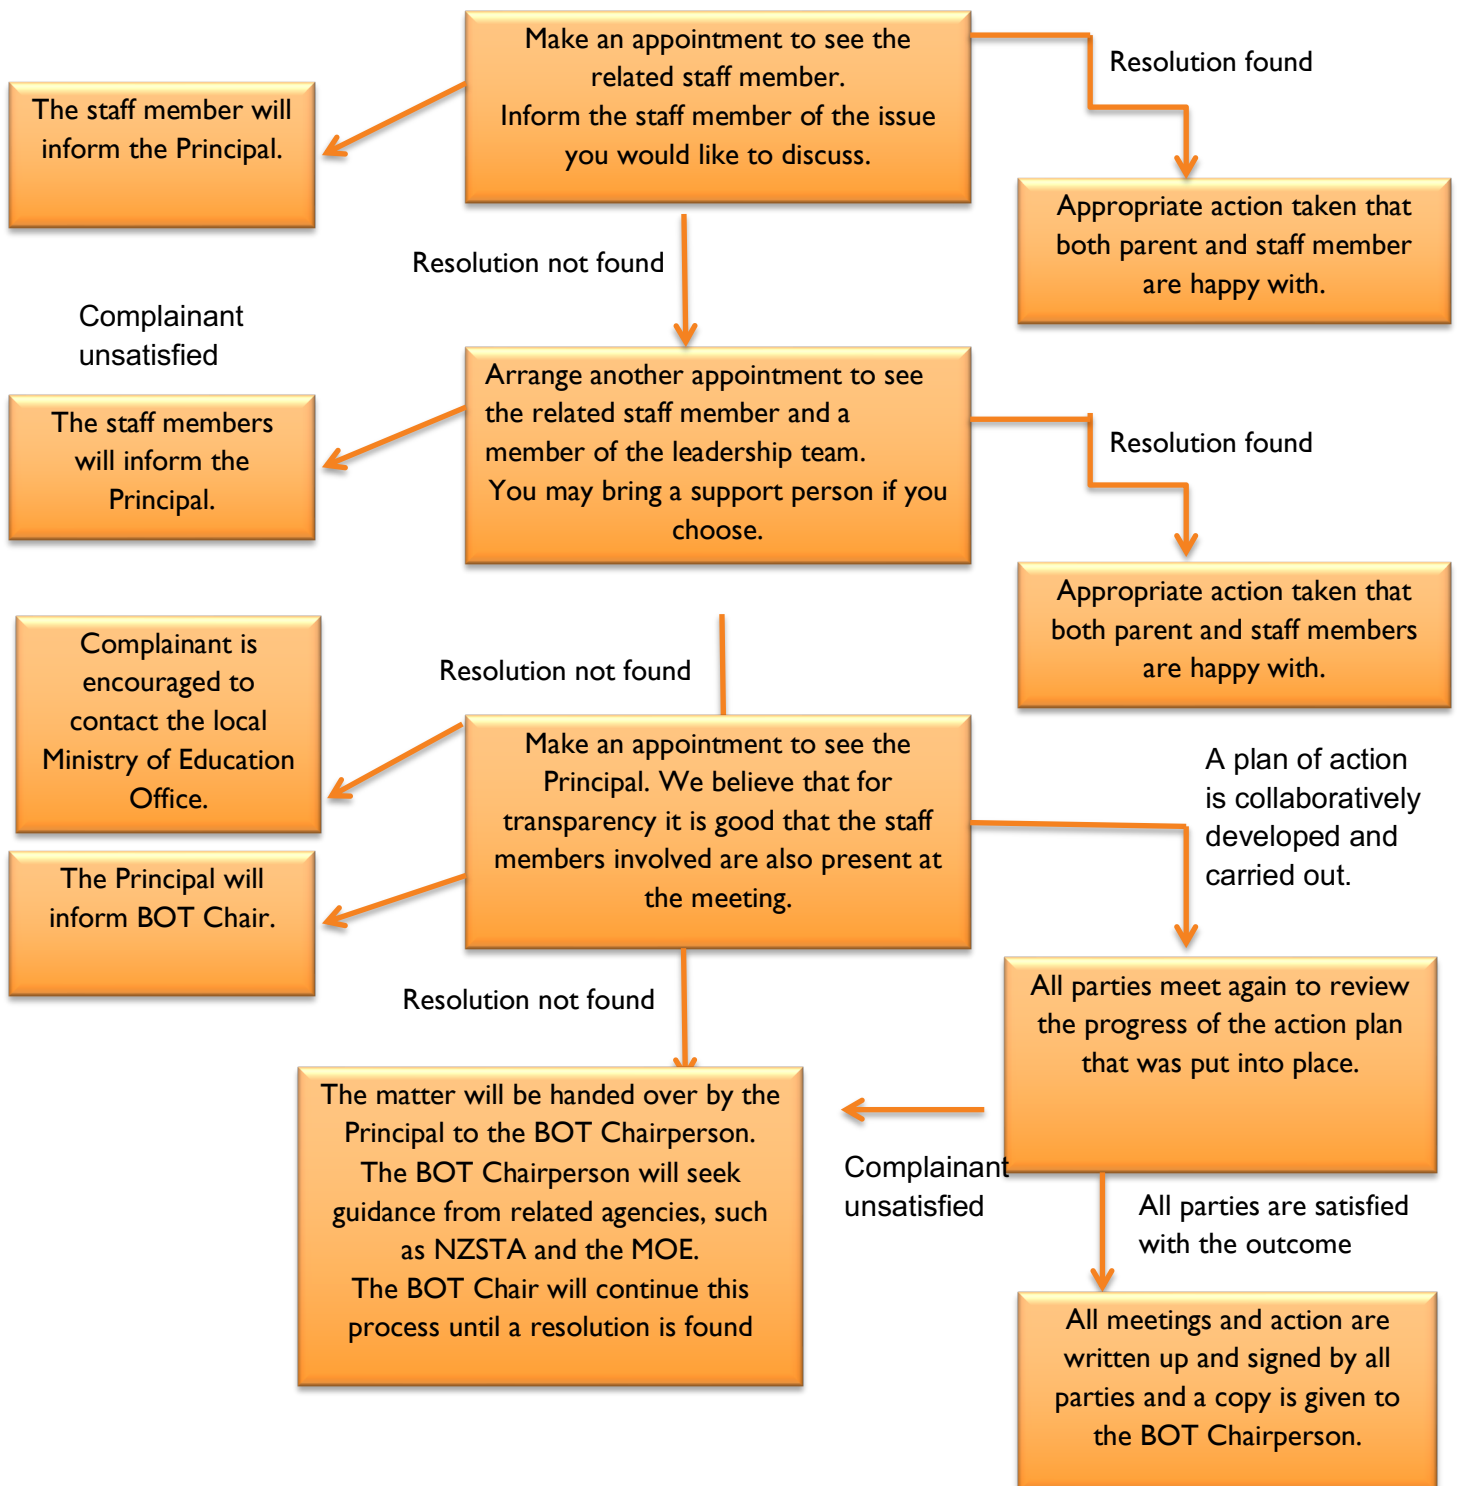 Make an appointment to see the
related staff member.
Inform the staff member of the issue
you would like to discuss.
Resolution found
The staff member will
inform the Principal.
Appropriate action taken that
both parent and staff member
are happy with.
Resolution not found
Complainant
unsatisfied
Arrange another appointment to see
the related staff member and a
member of the leadership team.
You may bring a support person if you
choose.
The staff members
will inform the
Principal.
Resolution found
Appropriate action taken that
both parent and staff members
are happy with.
Complainant is
encouraged to
contact the local
Ministry of Education
Office.
Resolution not found
Make an appointment to see the
Principal. We believe that for
transparency it is good that the staff
members involved are also present at
the meeting.
A plan of action
is collaboratively
developed and
carried out.
The Principal will
inform BOT Chair.
Resolution not found
All parties meet again to review
the progress of the action plan
that was put into place.
The matter will be handed over by the
Principal to the BOT Chairperson.
The BOT Chairperson will seek
guidance from related agencies, such
as NZSTA and the MOE.
The BOT Chair will continue this
process until a resolution is found
Complainant
unsatisfied
All parties are satisfied
with the outcome
All meetings and action are
written up and signed by all
parties and a copy is given to
the BOT Chairperson.